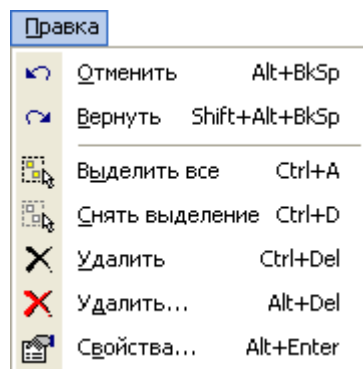 Правка
Отменить Alt+BkSp
Вернуть Shift+Alt+BkSp
Выделить все Ctrl+A
Снять выделение Ctrl+D
Удалить Ctrl+Del
Удалить... Alt+Del
Свойства... Alt+Enter